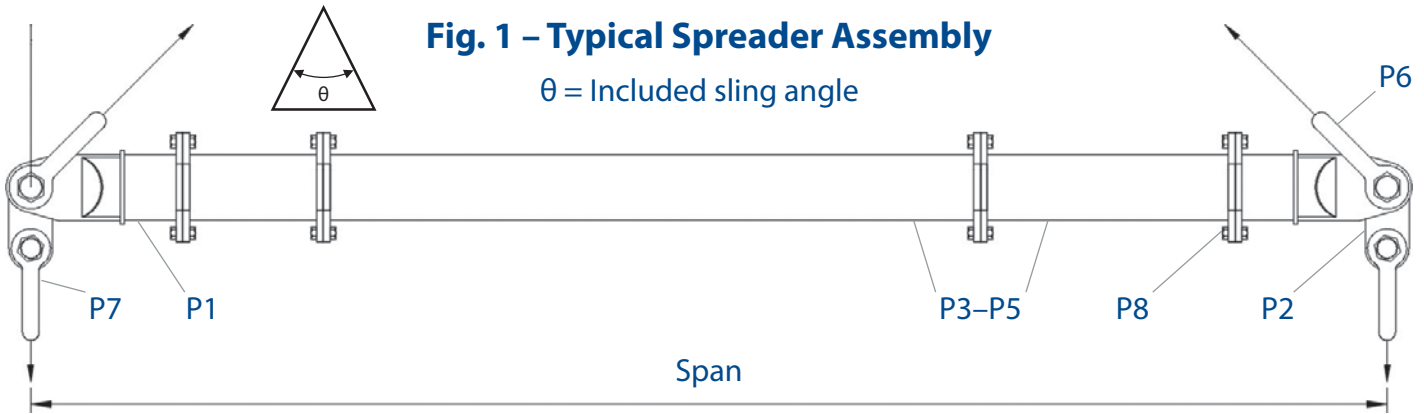 Fig. 1 – Typical Spreader Assembly
θ
θ = Included sling angle
P6
P7
P1
P3–P5
P8
P2
Span